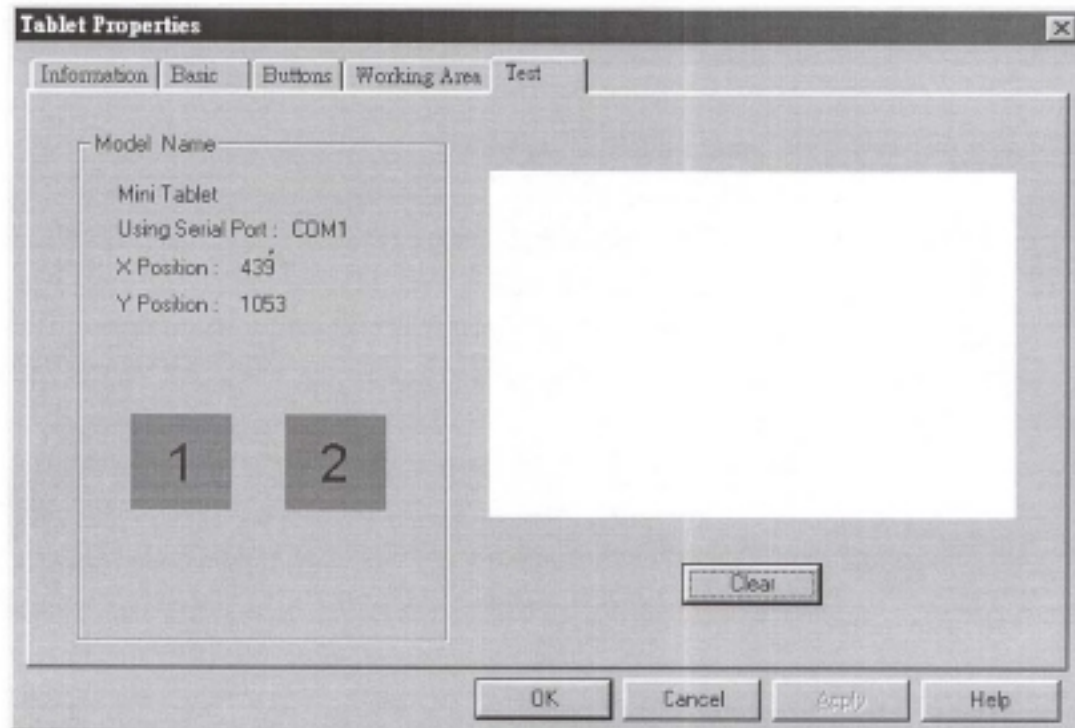 Tablet Properties
Information Basic Buttons Working Area Test
Model Name
Mini Tablet
Using Serial Port : COM1
X Position : 439
Y Position : 1053
1 2
Clear
OK Cancel Apply Help